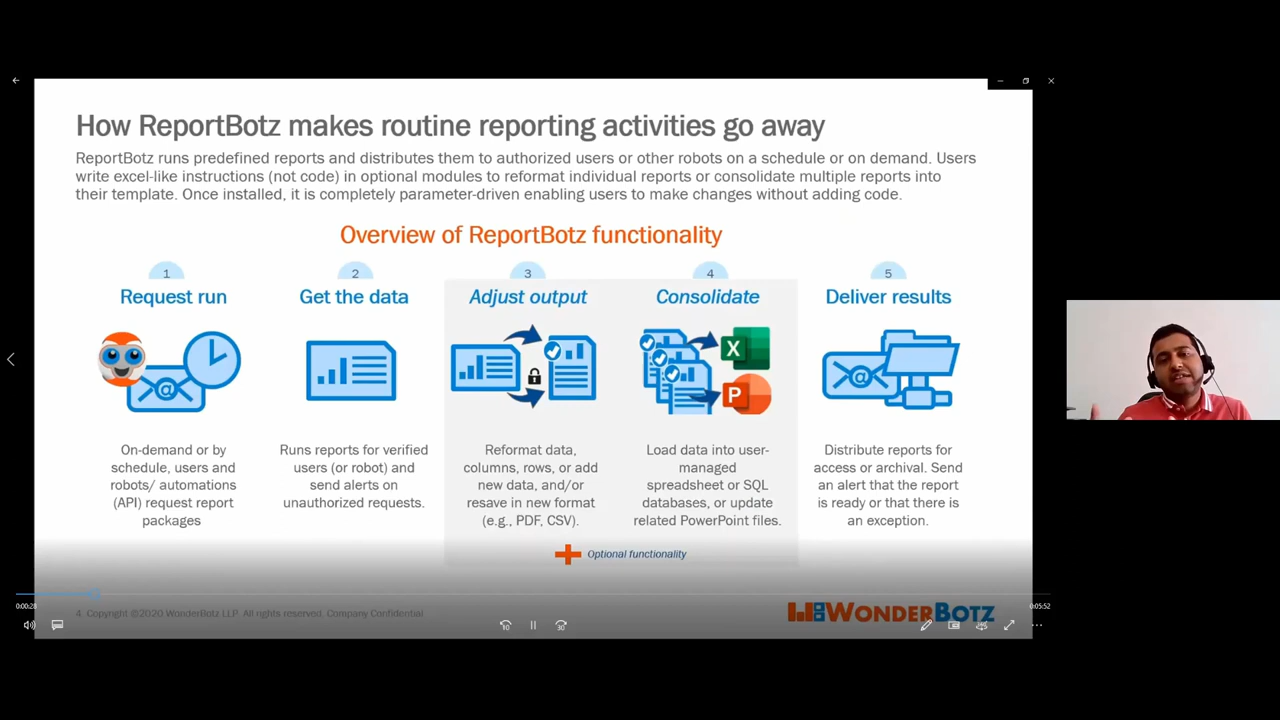 How ReportBotz makes routine reporting activities go away
ReportBotz runs predefined reports and distributes them to authorized users or other robots on a schedule or on demand. Users
write excel-like instructions (not code) in optional modules to reformat individual reports or consolidate multiple reports into
their template. Once installed, it is completely parameter-driven enabling users to make changes without adding code.
Overview of ReportBotz functionality
1
Request run
On-demand or by
schedule, users and
robots/ automations
(API) request report
packages
2
Get the data
Runs reports for verified
users (or robot) and
send alerts on
unauthorized requests.
3
Adjust output
Reformat data,
columns, rows, or add
new data, and/or
resave in new format
(e.g., PDF, CSV).
4
Consolidate
X
P
Load data into user-
managed
spreadsheet or SQL
databases, or update
related PowerPoint files.
5
Deliver results
Distribute reports for
access or archival. Send
an alert that the report
is ready or that there is
an exception.
Optional functionality
0:00:28
0:05:52
4 Copyright ©2020 WonderBotz LLP. All rights reserved. Company Confidential
WONDERBOTZ
10
30